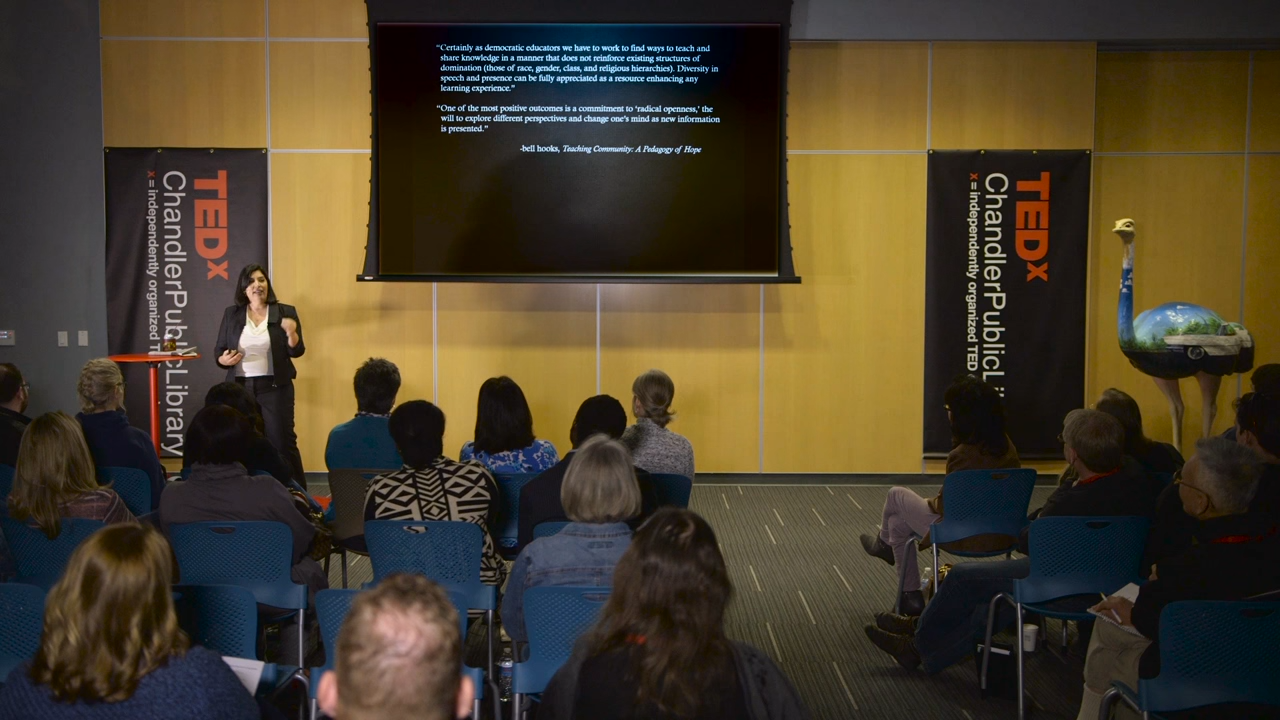 “Certainly as democratic educators we have to work to find ways to teach and
share knowledge in a manner that does not reinforce existing structures of
domination (those of race, gender, class, and religious hierarchies). Diversity in
speech and presence can be fully appreciated as a resource enhancing any
learning experience.”
“One of the most positive outcomes is a commitment to ‘radical openness,’ the
will to explore different perspectives and change one’s mind as new information
is presented.”
-bell hooks, Teaching Community: A Pedagogy of Hope
TEDx
ChandlerPublicLibrary
x = independently organized TED
TEDx
ChandlerPublicLi
x = independently organized TED